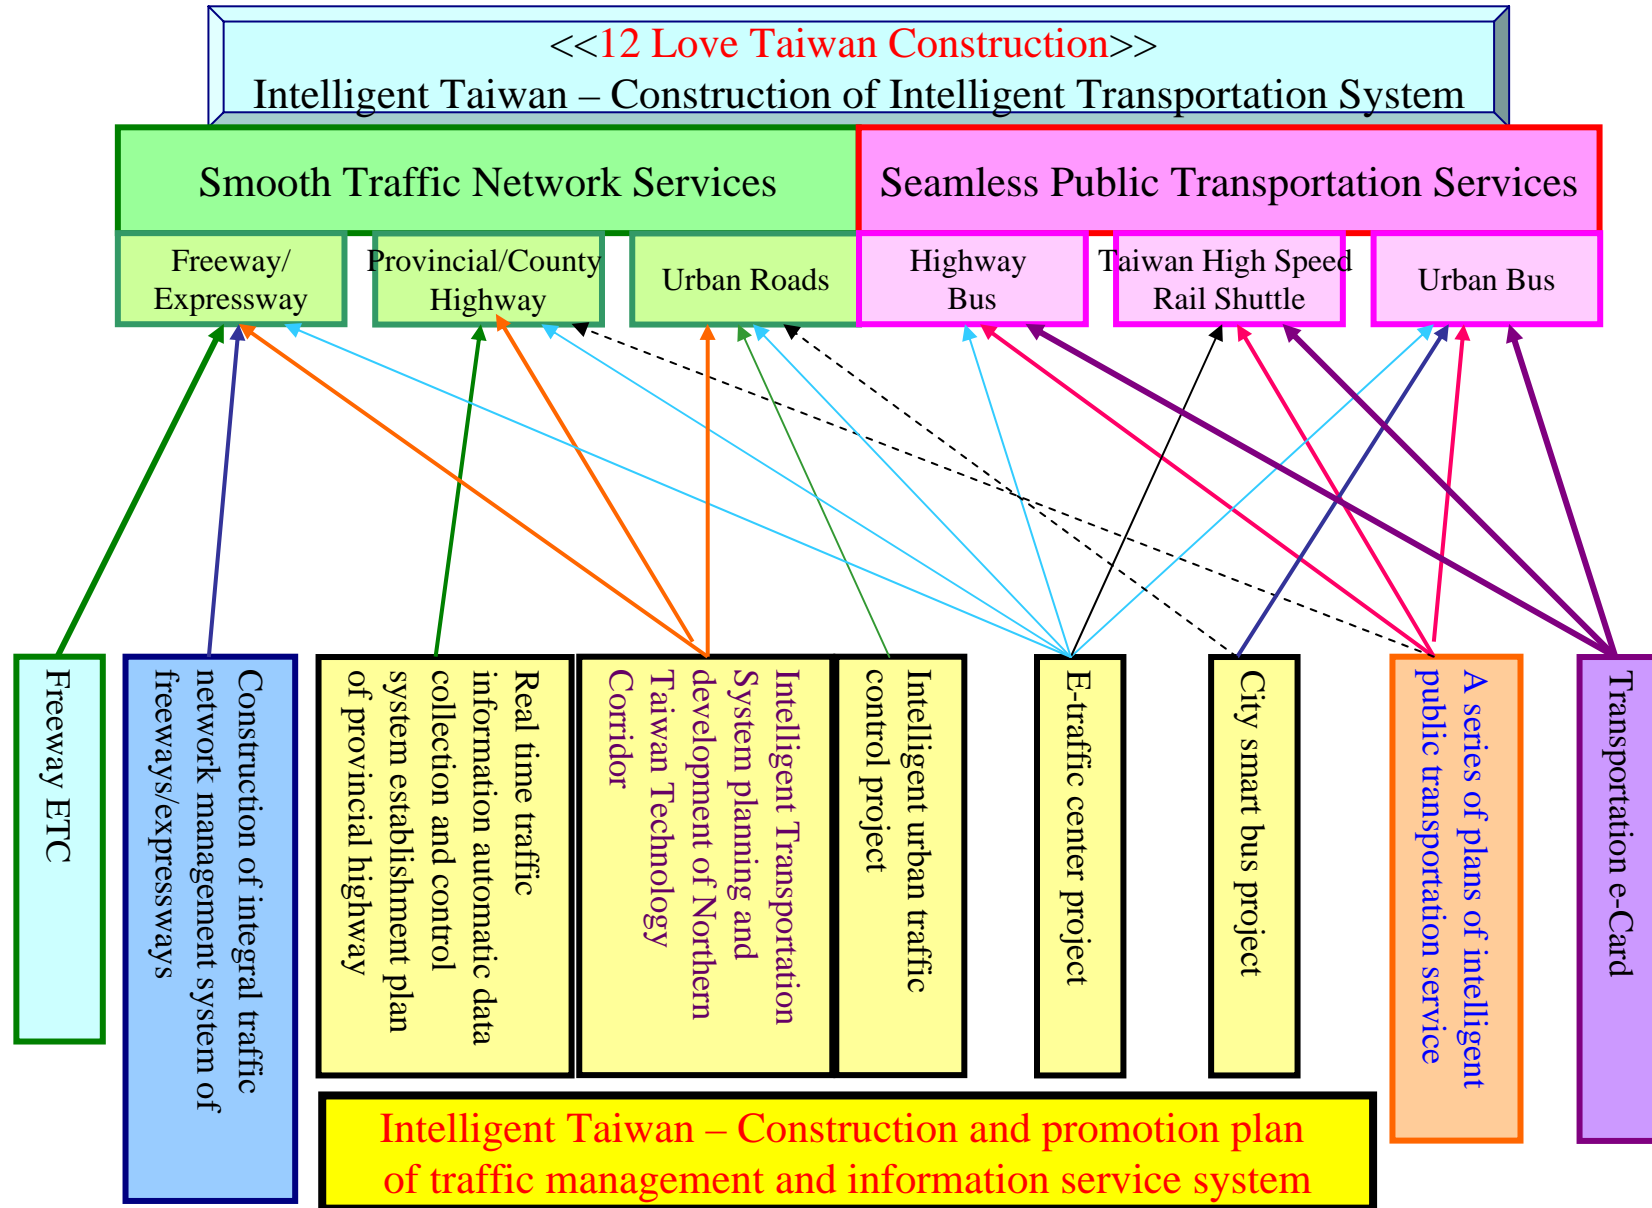 <<12 Love Taiwan Construction>>
Intelligent Taiwan – Construction of Intelligent Transportation System
Smooth Traffic Network Services
Seamless Public Transportation Services
Freeway/
Expressway
Provincial/County
Highway
Urban Roads
Highway
Bus
Taiwan High Speed
Rail Shuttle
Urban Bus
Freeway ETC
Construction of integral traffic
network management system of
freeways/expressways
Real time traffic
information automatic data
collection and control
system establishment plan
of provincial highway
Intelligent Transportation
System planning and
development of Northern
Taiwan Technology
Corridor
Intelligent urban traffic
control project
E-traffic center project
City smart bus project
A series of plans of intelligent
public transportation service
Transportation e-Card
Intelligent Taiwan – Construction and promotion plan
of traffic management and information service system